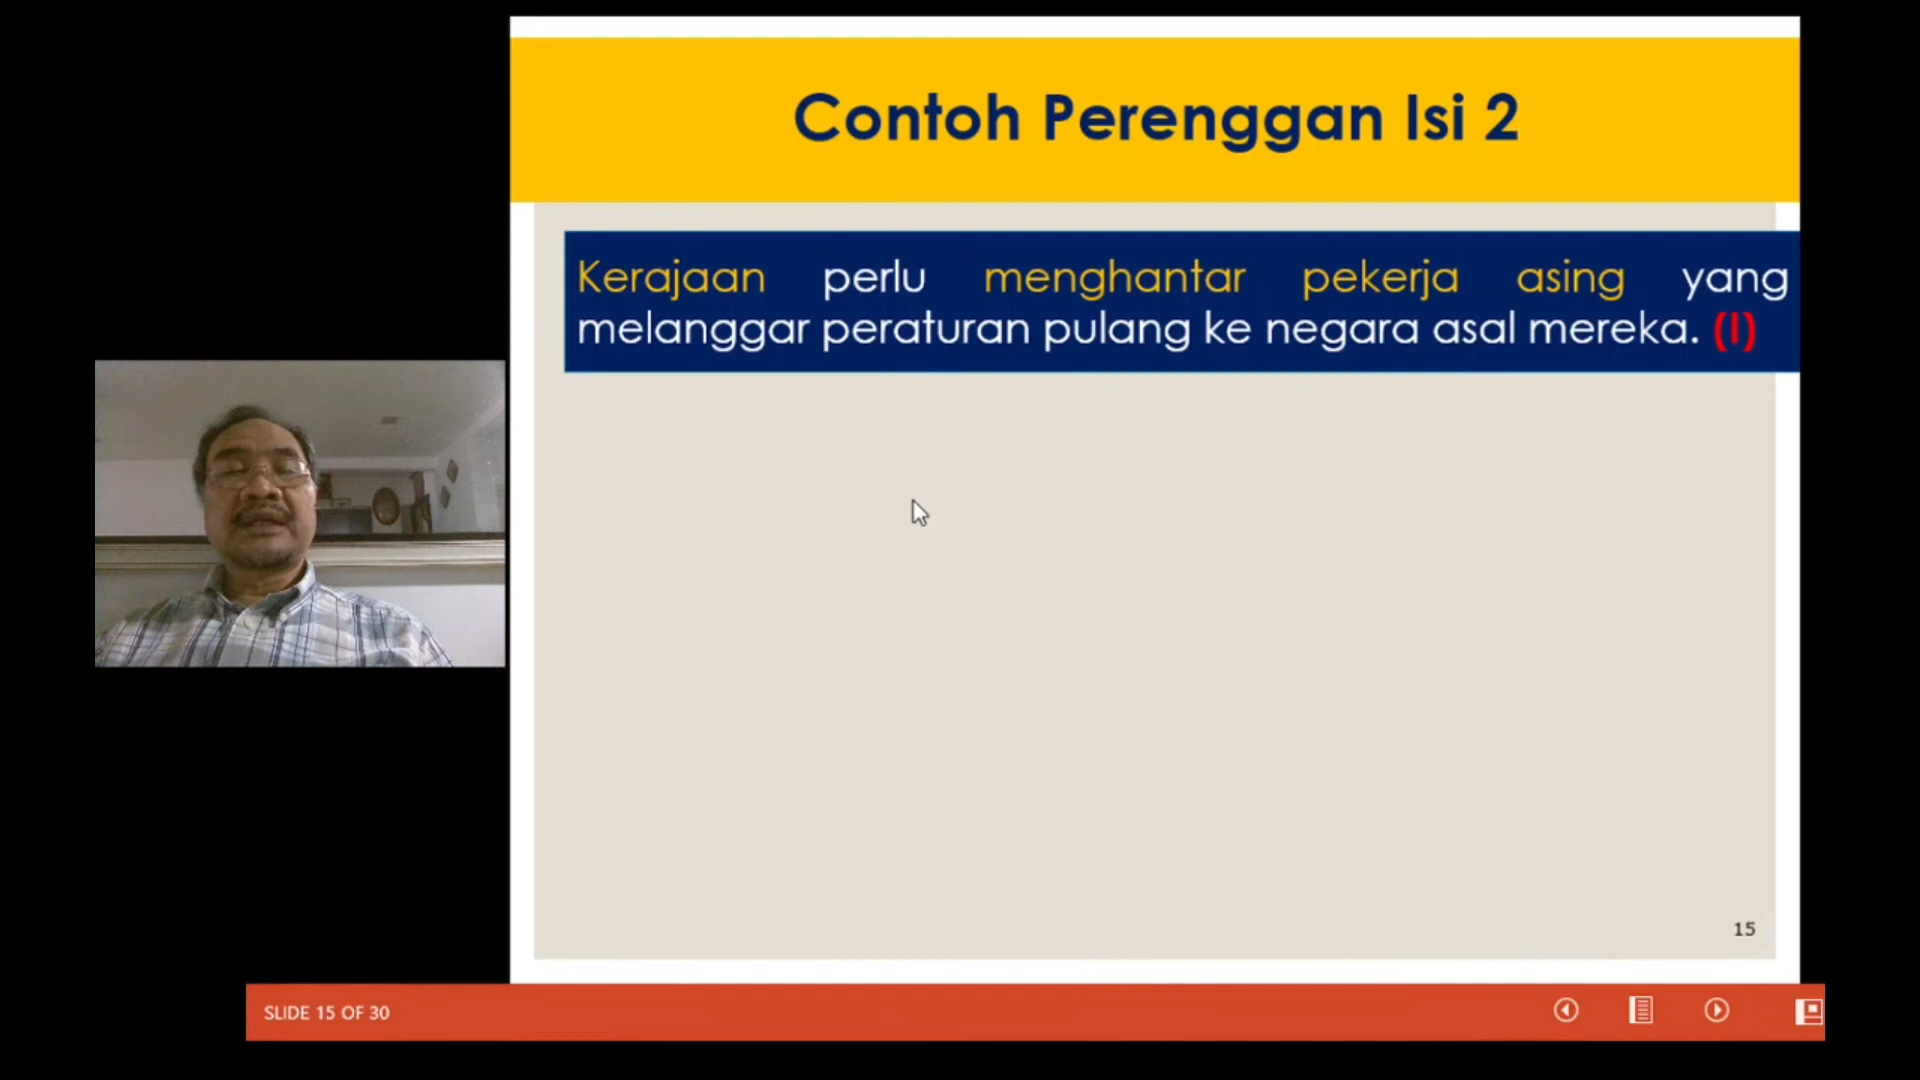 Contoh Perenggan Isi 2
Kerajaan perlu menghantar pekerja asing yang
melanggar peraturan pulang ke negara asal mereka. (I)
15
SLIDE 15 OF 30